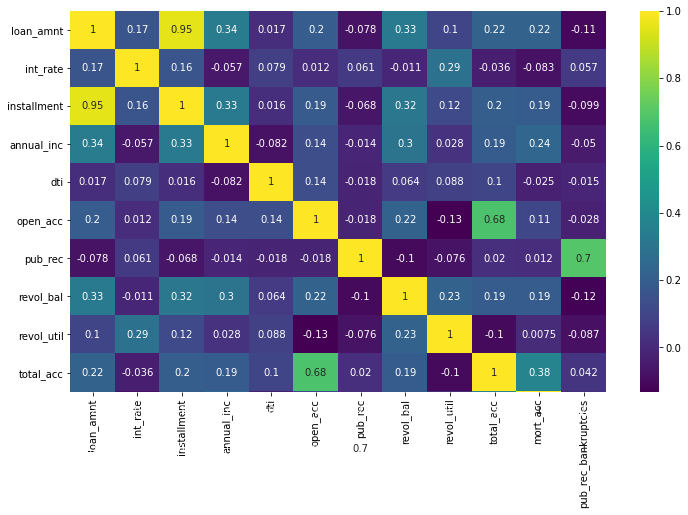 loan_amnt 1 0.17 0.95 0.34 0.017 0.2 -0.078 0.33 0.1 0.22 0.22 -0.11
int_rate 0.17 1 0.16 -0.057 0.079 0.012 0.061 -0.011 0.29 -0.036 -0.083 0.057
installment 0.95 0.16 1 0.33 0.016 0.19 -0.068 0.32 0.12 0.2 0.19 -0.099
annual_inc 0.34 -0.057 0.33 1 -0.082 0.14 -0.014 0.3 0.028 0.19 0.24 -0.05
dti 0.017 0.079 0.016 -0.082 1 0.14 -0.018 0.064 0.088 0.1 -0.025 -0.015
open_acc 0.2 0.012 0.19 0.14 0.14 1 -0.018 0.22 -0.13 0.68 0.11 -0.028
pub_rec -0.078 0.061 -0.068 -0.014 -0.018 -0.018 1 -0.1 -0.076 0.02 0.012 0.7
revol_bal 0.33 -0.011 0.32 0.3 0.064 0.22 -0.1 1 0.23 0.19 0.19 -0.12
revol_util 0.1 0.29 0.12 0.028 0.088 -0.13 -0.076 0.23 1 -0.1 0.0075 -0.087
total_acc 0.22 -0.036 0.2 0.19 0.1 0.68 0.02 0.19 -0.1 1 0.38 0.042
loan_amnt int_rate installment annual_inc dti open_acc pub_rec revol_bal revol_util total_acc mort_acc pub_rec_bankruptcies
0.7
1.0
0.8
0.6
0.4
0.2
0.0